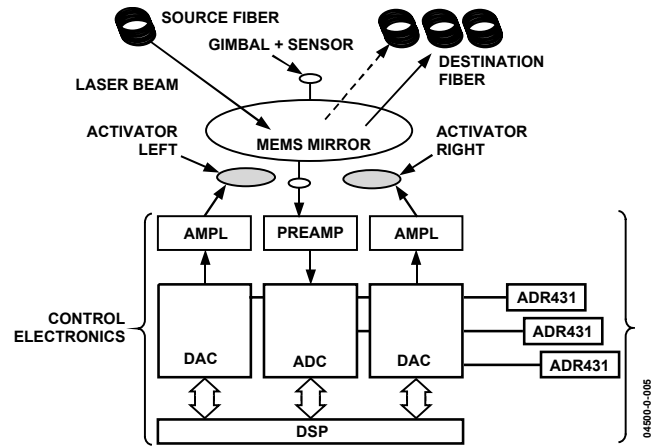 SOURCE FIBER
GIMBAL + SENSOR
DESTINATION
FIBER
LASER BEAM
MEMS MIRROR
ACTIVATOR
LEFT
ACTIVATOR
RIGHT
AMPL
PREAMP
AMPL
CONTROL
ELECTRONICS
DAC
ADC
DAC
ADR431
ADR431
ADR431
DSP
04500-0-005